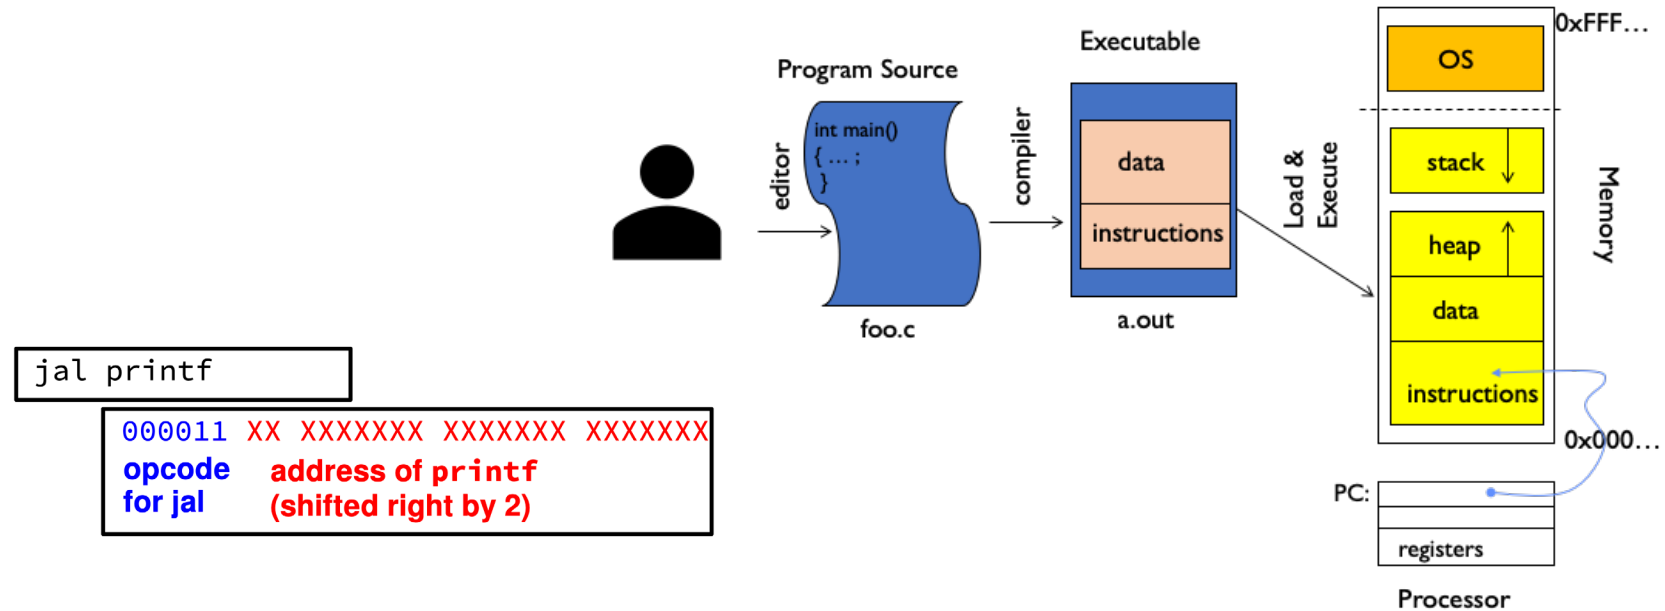 0xFFF...
OS
Executable
Program Source
int main()
{ ... ;
}
editor
compiler
data
instructions
Load &
Execute
stack
heap
data
instructions
Memory
a.out
foo.c
0x000...
jal printf
000011 XX XXXXXXX XXXXXXX XXXXXXX
opcode
for jal
address of printf
(shifted right by 2)
PC:
registers
Processor